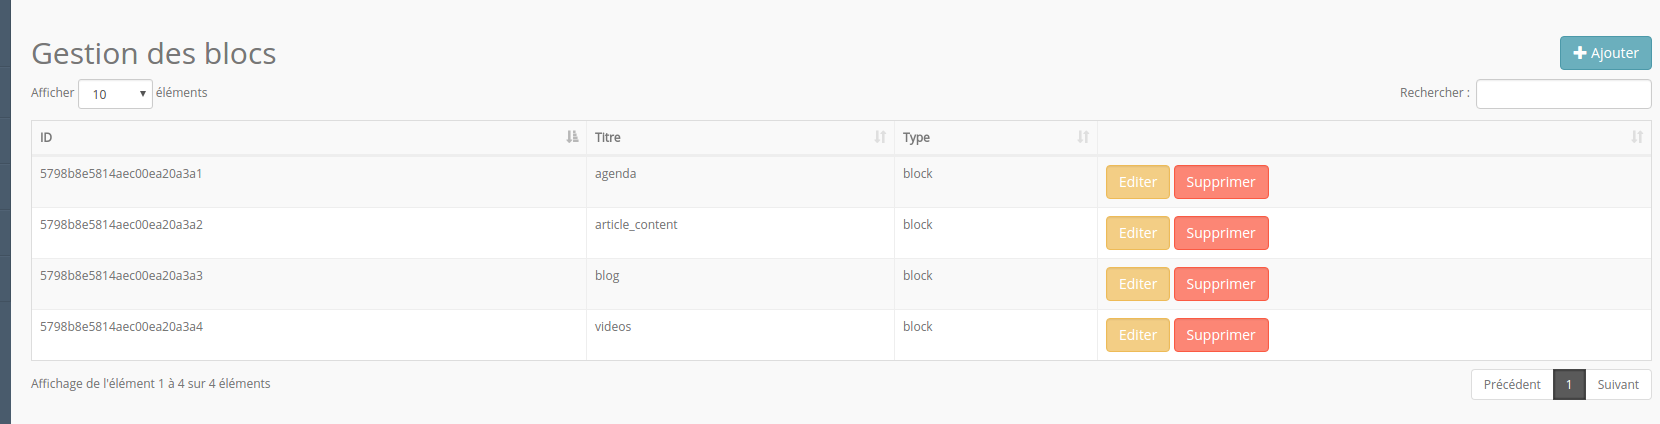 Gestion des blocs
Ajouter
Afficher 10 éléments
Rechercher :
ID Titre Type
5798b8e5814aec00ea20a3a1 agenda block Editer Supprimer
5798b8e5814aec00ea20a3a2 article_content block Editer Supprimer
5798b8e5814aec00ea20a3a3 blog block Editer Supprimer
5798b8e5814aec00ea20a3a4 videos block Editer Supprimer
Affichage de l'élément 1 à 4 sur 4 éléments
Précédent 1 Suivant